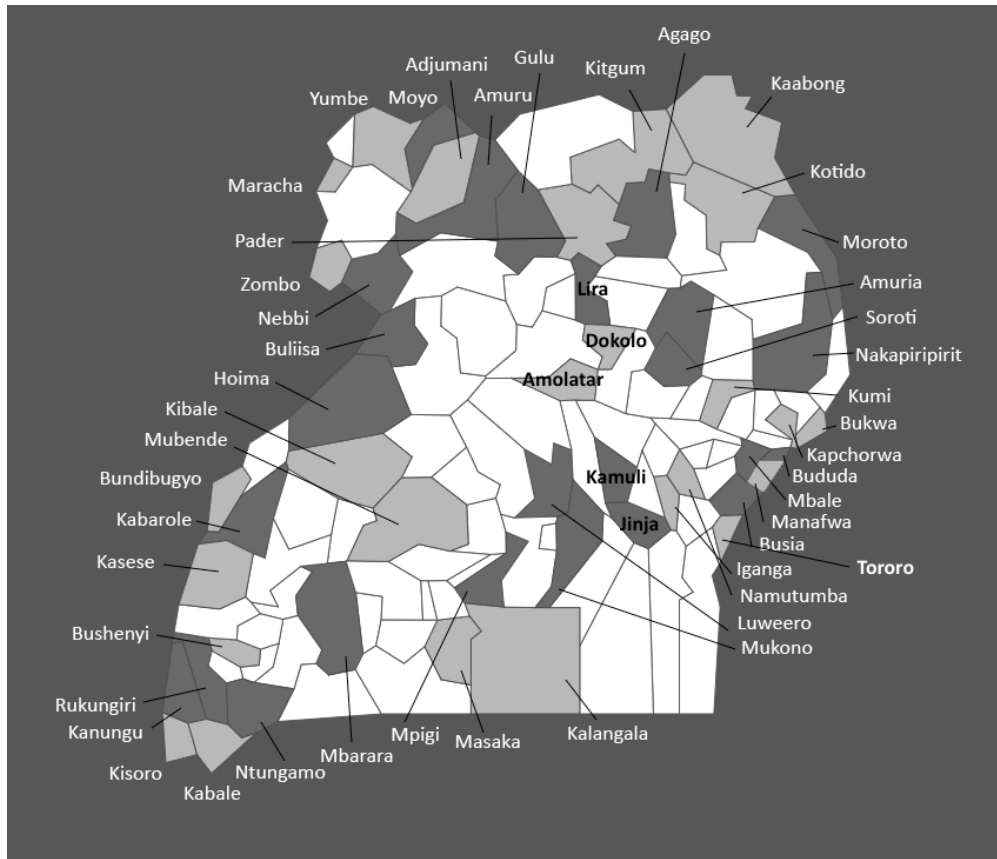 Agago
Gulu
Kitgum
Adjumani
Kaabong
Yumbe
Moyo
Amuru
Kotido
Maracha
Pader
Moroto
Zombo
Amuria
Lira
Nebbi
Soroti
Buliisa
Dokolo
Nakapiripirit
Hoima
Amolatar
Kumi
Kibale
Bukwa
Mubende
Kapchorwa
Bundibugyo
Kamuli
Bududa
Mbale
Kabarole
Jinja
Manafwa
Busia
Kasese
Iganga
Tororo
Namutumba
Luweero
Bushenyi
Mukono
Rukungiri
Kanungu
Mpigi
Masaka
Kalangala
Mbarara
Kisoro
Ntungamo
Kabale